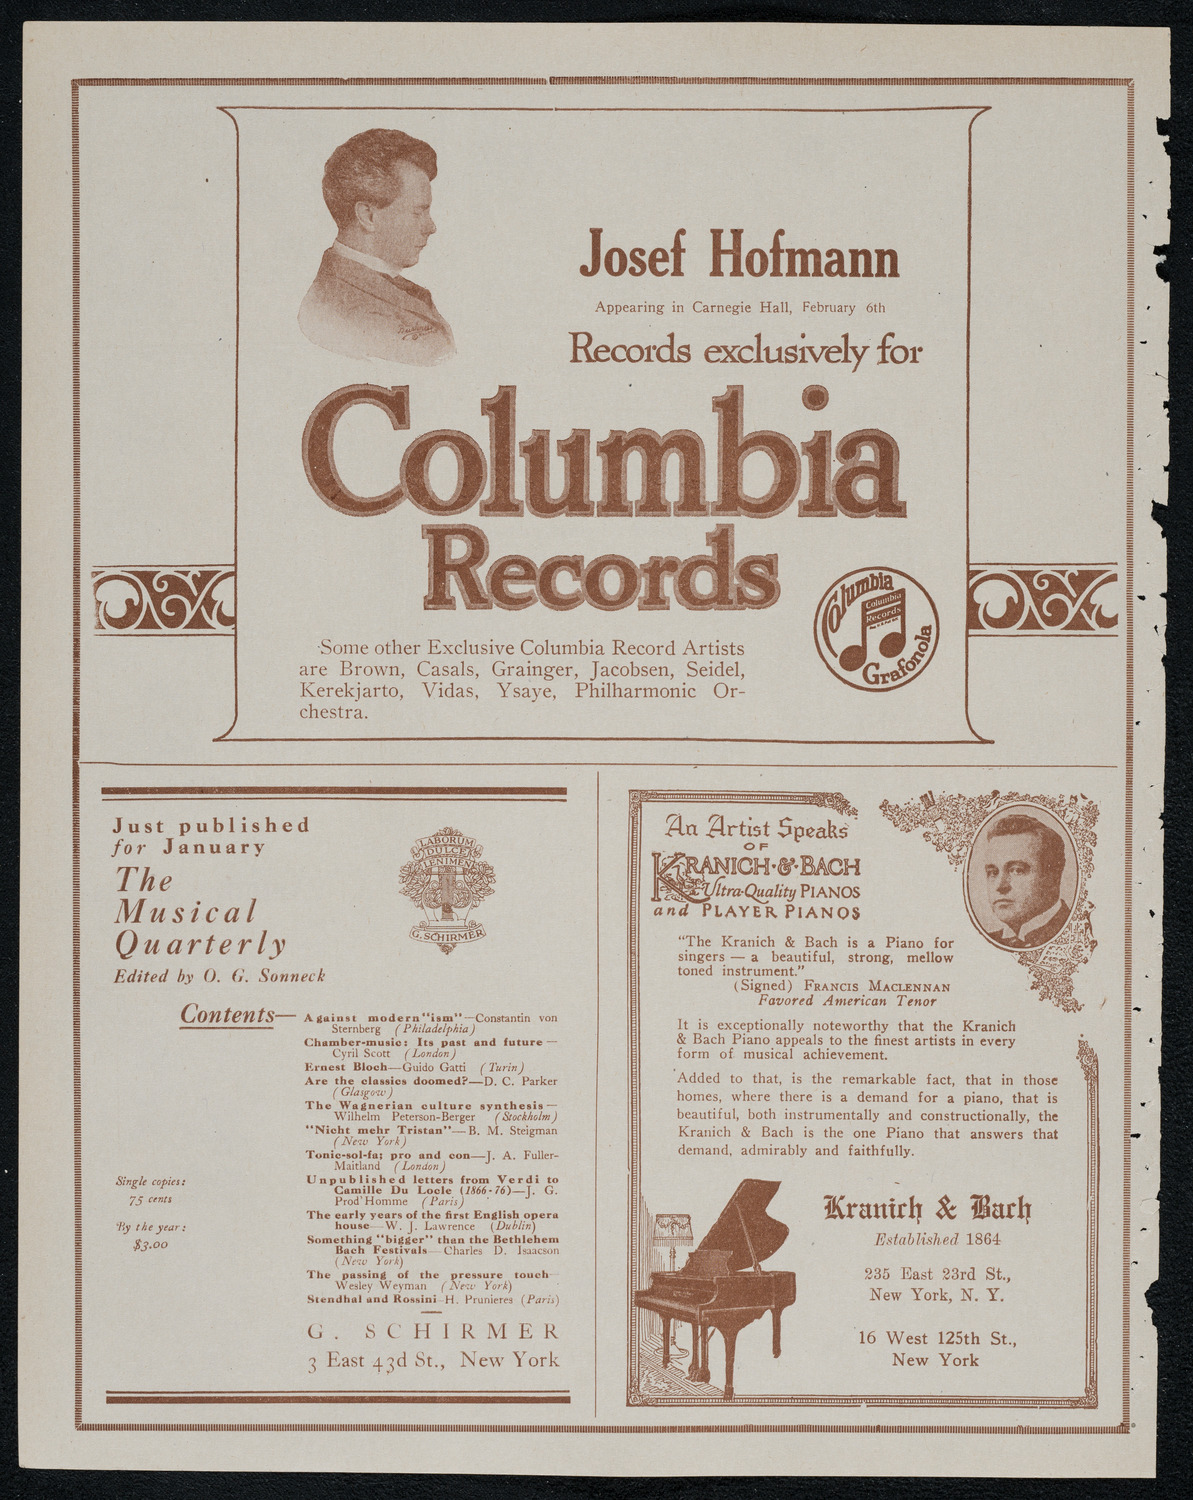 Josef Hofmann
Appearing in Carnegie Hall, February 6th
Records exclusively for
Columbia
Records
Columbia
Columbia
Records
Grafonola
Some other Exclusive Columbia Record Artists
are Brown, Casals, Grainger, Jacobsen, Seidel,
Kerekjarto, Vidas, Ysaye, Philharmonic Or-
chestra.
Just published
for January
The
Musical
Quarterly
Edited by O. G. Sonneck
LABORUM
DULCE
LENIMEN
G. SCHIRMER
Contents—
Against modern "ism"—Constantin von
Sternberg (Philadelphia)
Chamber-music: Its past and future—
Cyril Scott (London)
Ernest Bloch—Guido Gatti (Turin)
Are the classics doomed?—D. C. Parker
(Glasgow)
The Wagnerian culture synthesis—
Wilhelm Peterson-Berger (Stockholm)
"Nicht mehr Tristan"—B. M. Steigman
(New York)
Tonic-sol-fa; pro and con—J. A. Fuller-
Maitland (London)
Unpublished letters from Verdi to
Camille Du Locle (1866-76)—J. G.
Prod'Homme (Paris)
The early years of the first English opera
house—W. J. Lawrence (Dublin)
Something "bigger" than the Bethlehem
Bach Festivals—Charles D. Isaacson
(New York)
The passing of the pressure touch—
Wesley Weyman (New York)
Stendhal and Rossini—H. Prunieres (Paris)
Single copies:
75 cents
By the year:
$3.00
G. SCHIRMER
3 East 43d St., New York
An Artist Speaks
OF
KRANICH & BACH
Ultra-Quality PIANOS
and PLAYER PIANOS
"The Kranich & Bach is a Piano for
singers — a beautiful, strong, mellow
toned instrument."
(Signed) FRANCIS MACLENNAN
Favored American Tenor
It is exceptionally noteworthy that the Kranich
& Bach Piano appeals to the finest artists in every
form of musical achievement.
Added to that, is the remarkable fact, that in those
homes, where there is a demand for a piano, that is
beautiful, both instrumentally and constructionally, the
Kranich & Bach is the one Piano that answers that
demand, admirably and faithfully.
Kranich & Bach
Established 1864
235 East 23rd St.,
New York, N. Y.
16 West 125th St.,
New York